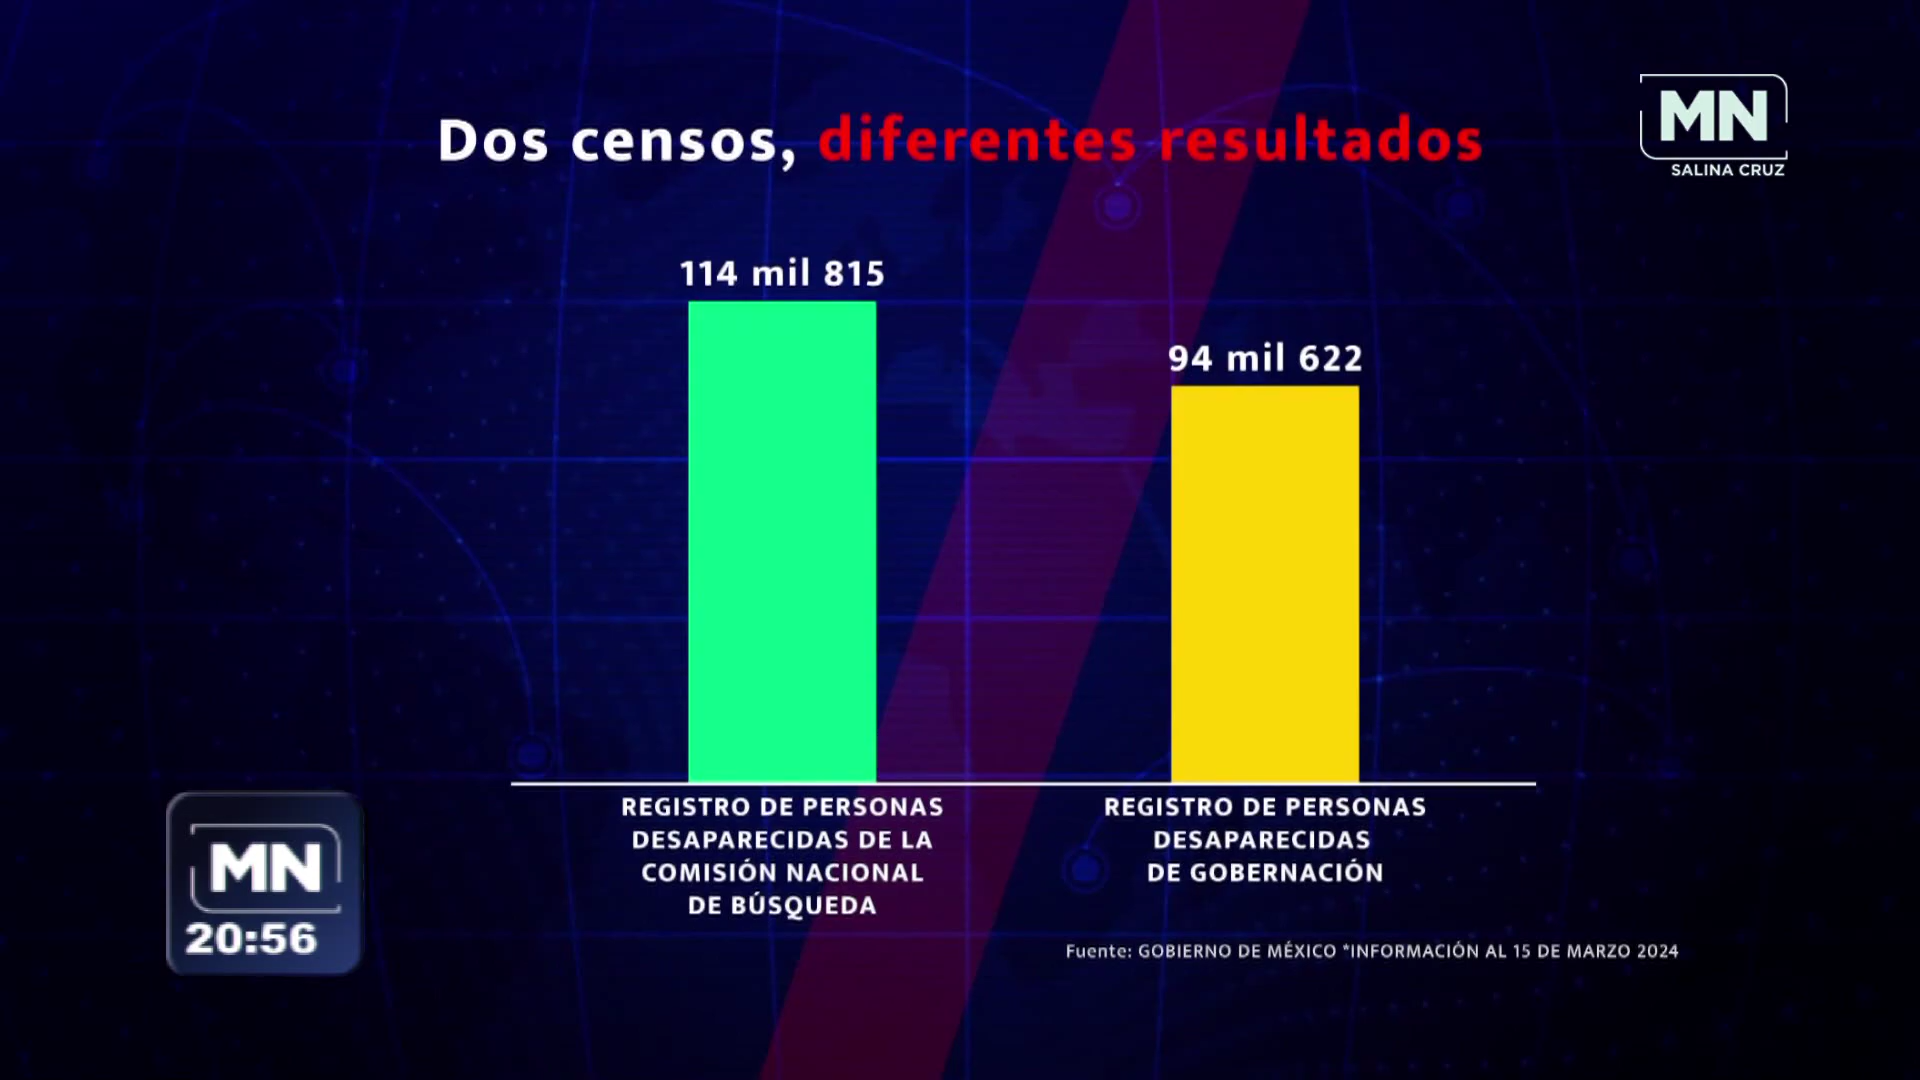 Dos censos, diferentes resultados
MN
SALINA CRUZ
114 mil 815
94 mil 622
REGISTRO DE PERSONAS
DESAPARECIDAS DE LA
COMISIÓN NACIONAL
DE BÚSQUEDA
REGISTRO DE PERSONAS
DESAPARECIDAS
DE GOBERNACIÓN
MN
20:56
Fuente: GOBIERNO DE MÉXICO *INFORMACIÓN AL 15 DE MARZO 2024